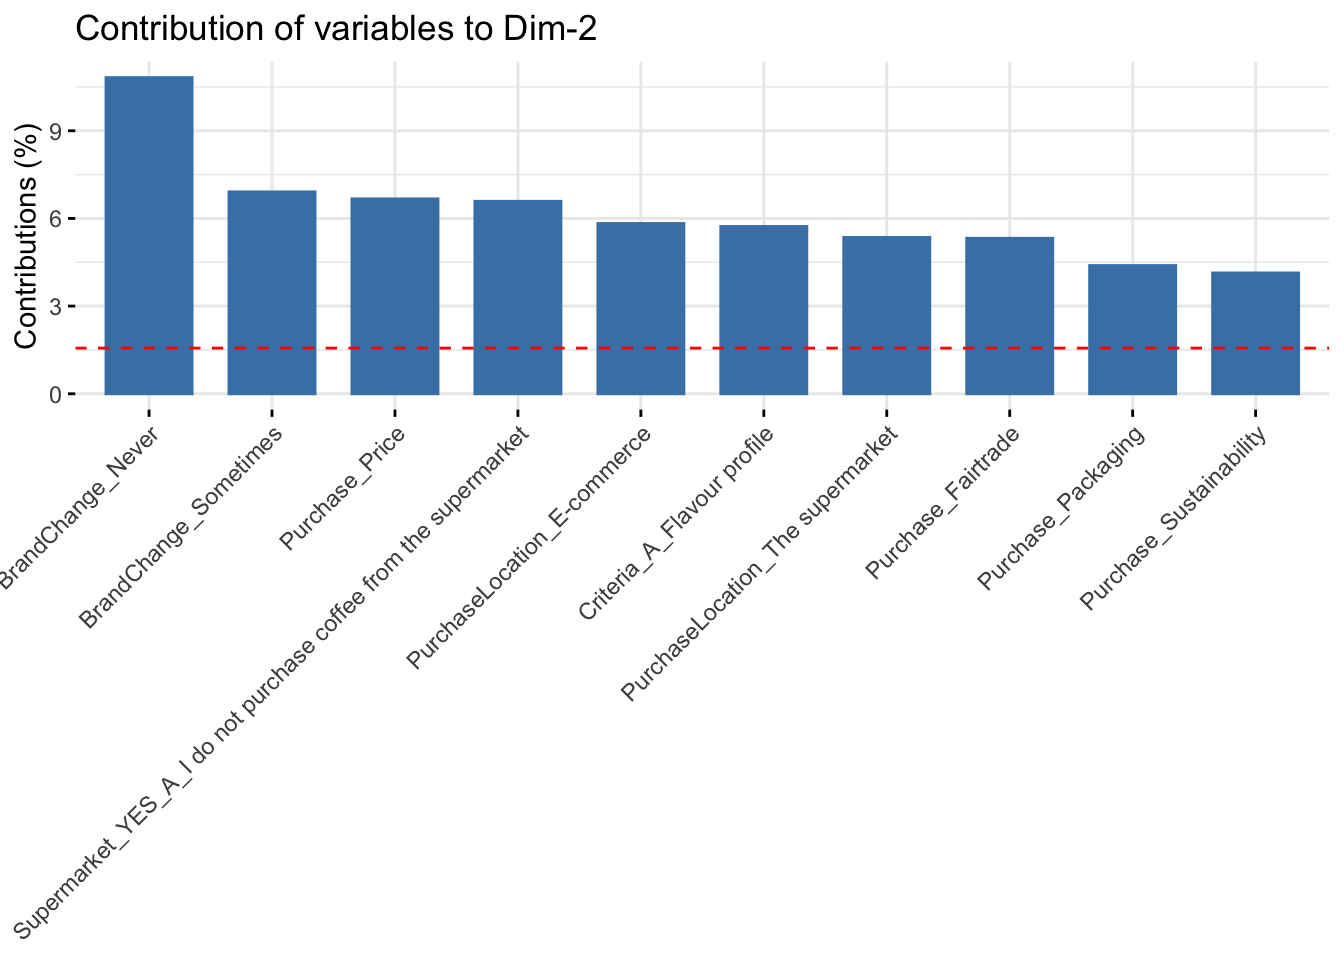 Contribution of variables to Dim-2
Contributions (%)
9
6
3
0
BrandChange_Never
BrandChange_Sometimes
Purchase_Price
Supermarket_YES_A_I do not purchase coffee from the supermarket
PurchaseLocation_E-commerce
Criteria_A_Flavour profile
PurchaseLocation_The supermarket
Purchase_Fairtrade
Purchase_Packaging
Purchase_Sustainability